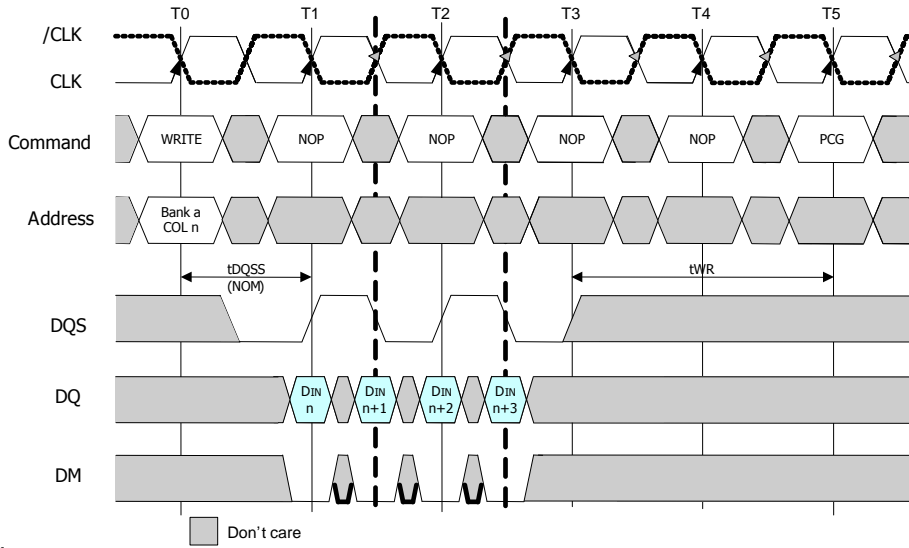 T0 T1 T2 T3 T4 T5
/CLK
CLK
Command WRITE NOP NOP NOP NOP PCG
Address Bank a
COL n
tDQSS
(NOM)
tWR
DQS
DQ DIN DIN DIN DIN
n n+1 n+2 n+3
DM
Don't care